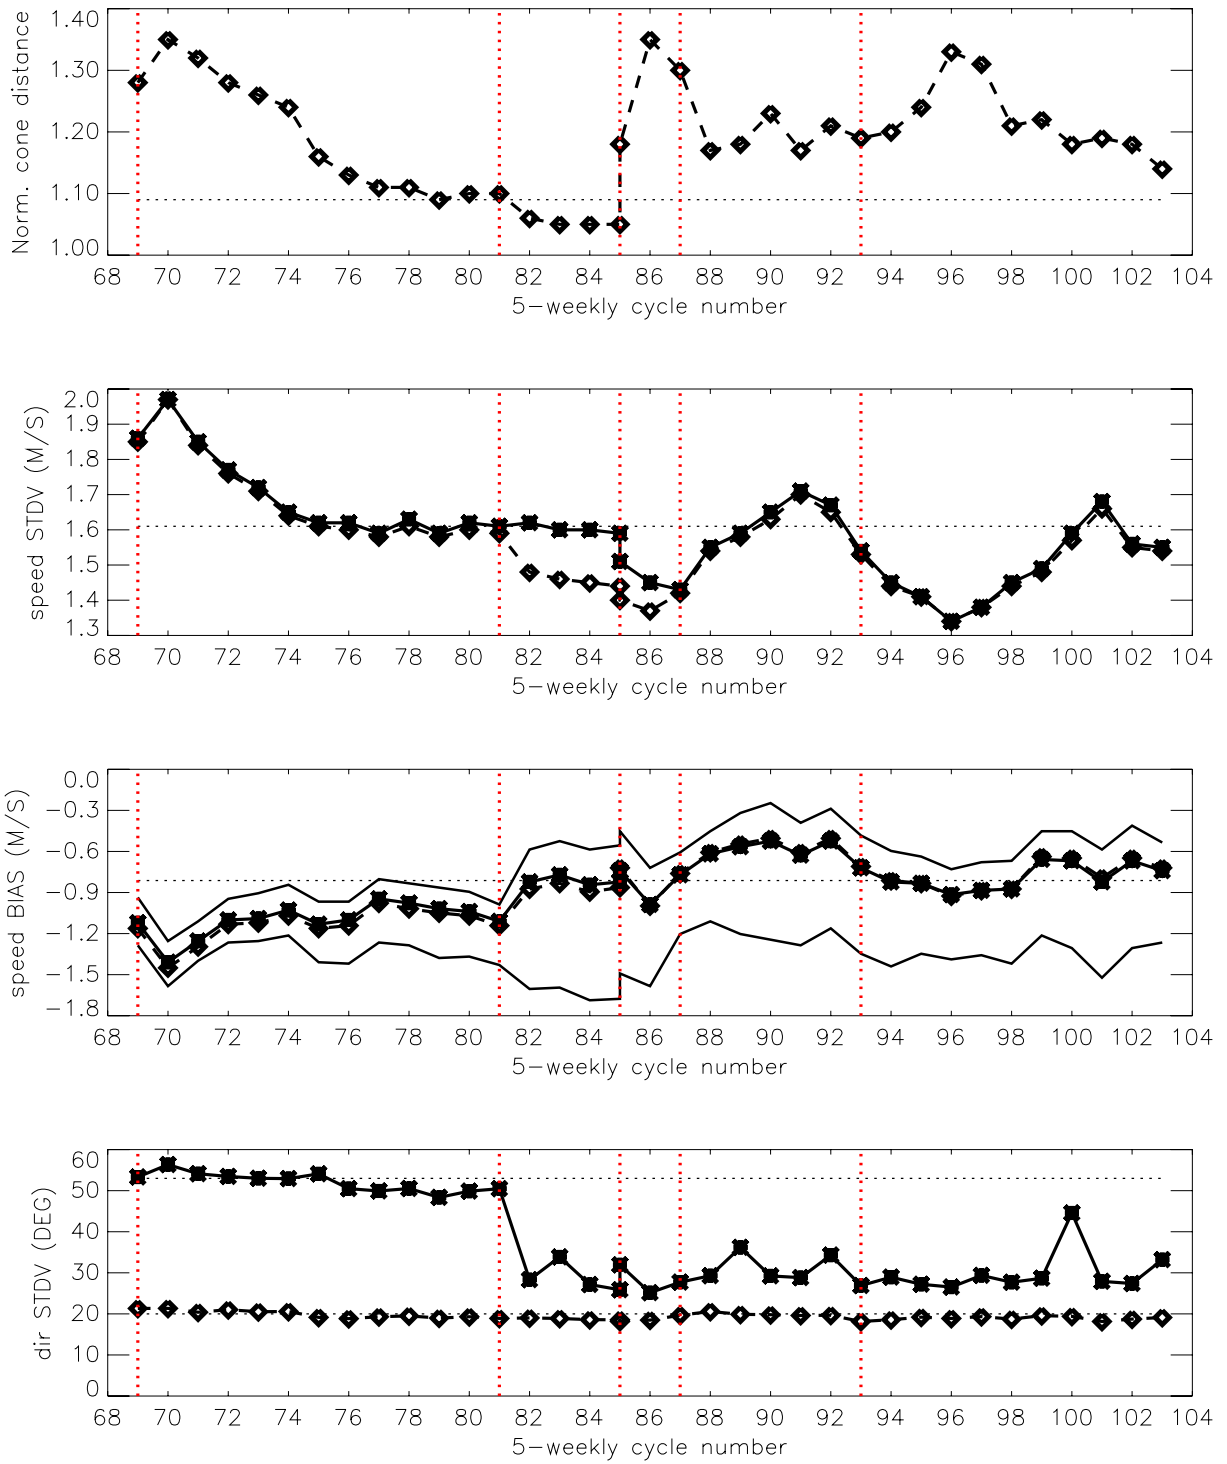 Norm. cone distance
1.40
1.30
1.20
1.10
1.00
68 70 72 74 76 78 80 82 84 86 88 90 92 94 96 98 100 102 104
5-weekly cycle number
speed STDV (M/S)
2.0
1.9
1.8
1.7
1.6
1.5
1.4
1.3
68 70 72 74 76 78 80 82 84 86 88 90 92 94 96 98 100 102 104
5-weekly cycle number
speed BIAS (M/S)
0.0
-0.3
-0.6
-0.9
-1.2
-1.5
-1.8
68 70 72 74 76 78 80 82 84 86 88 90 92 94 96 98 100 102 104
5-weekly cycle number
dir STDV (DEG)
60
50
40
30
20
10
0
68 70 72 74 76 78 80 82 84 86 88 90 92 94 96 98 100 102 104
5-weekly cycle number